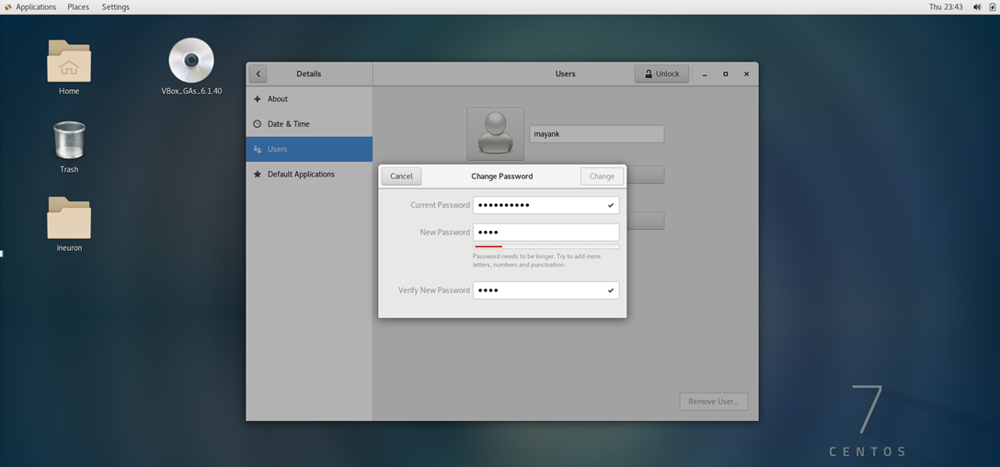 Applications Places Settings Thu 23:43
Home
VBox_GAs_6.1.40
Trash
ineuron
Details Users Unlock
About
Date & Time
Users
Default Applications
mayank
Cancel Change Password Change
Current Password ●●●●●●●●●●
New Password ●●●●
Password needs to be longer. Try to add more
letters, numbers and punctuation.
Verify New Password ●●●●
Remove User...
7
CENTOS